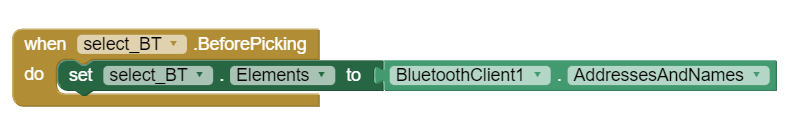 when select_BT .BeforePicking
do set select_BT . Elements to BluetoothClient1 . AddressesAndNames